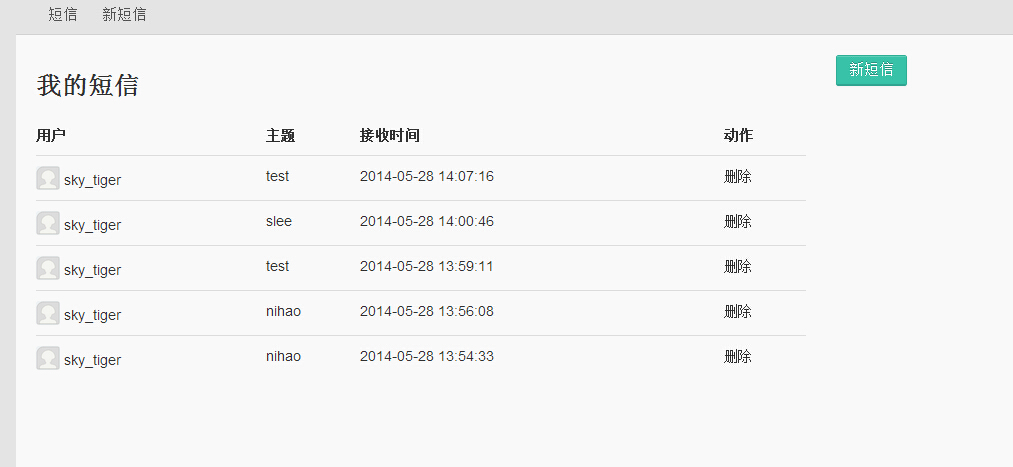 短信 新短信
新短信
我的短信
用户 主题 接收时间 动作
sky_tiger test 2014-05-28 14:07:16 删除
sky_tiger slee 2014-05-28 14:00:46 删除
sky_tiger test 2014-05-28 13:59:11 删除
sky_tiger nihao 2014-05-28 13:56:08 删除
sky_tiger nihao 2014-05-28 13:54:33 删除